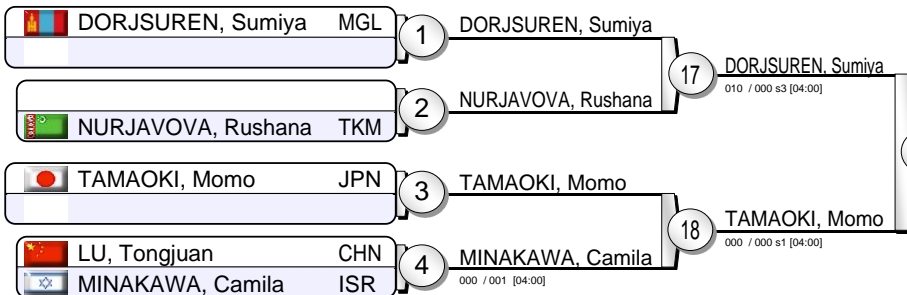 DORJSUREN, Sumiya MGL
1
DORJSUREN, Sumiya
17
DORJSUREN, Sumiya
010 / 000 s3 [04:00]
2
NURJAVOVA, Rushana
NURJAVOVA, Rushana TKM
TAMAOKI, Momo JPN
3
TAMAOKI, Momo
18
TAMAOKI, Momo
000 / 000 s1 [04:00]
LU, Tongjuan CHN
4
MINAKAWA, Camila
000 / 001 [04:00]
MINAKAWA, Camila ISR